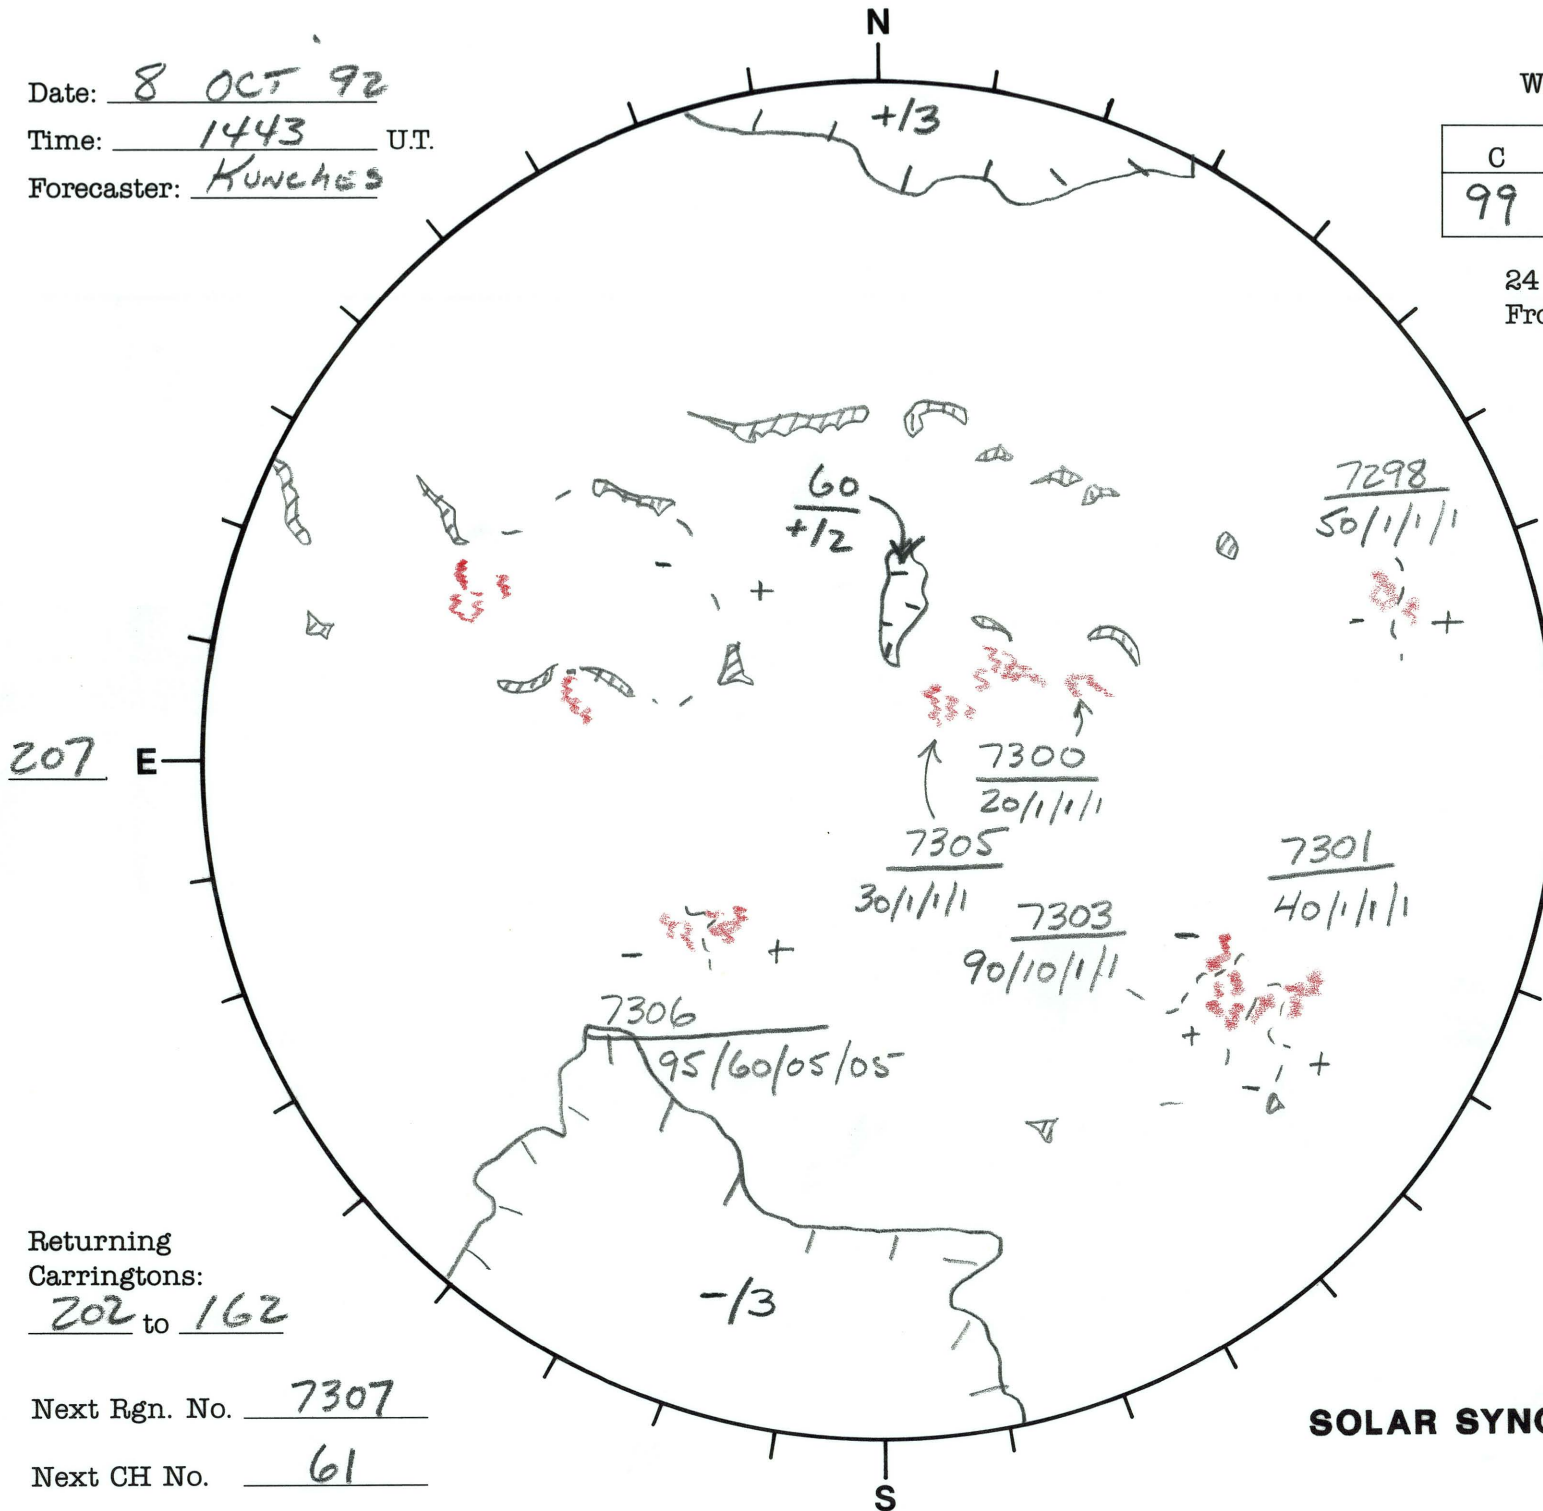 N
Date: 8 OCT 92
Time: 1443 U.T.
Forecaster: KUNCHES
W
C
99
24
Fro
+/3
60
+/2
7298
50/1/1/1
-
+
-
+
207
E
7300
20/1/1/1
7305
30/1/1/1
7301
40/1/1/1
7303
90/10/1/1
-
+
-
+
-
+
7306
95/60/05/05
-/3
Returning
Carringtons:
202 to 162
Next Rgn. No. 7307
Next CH No. 61
SOLAR SYNO
S